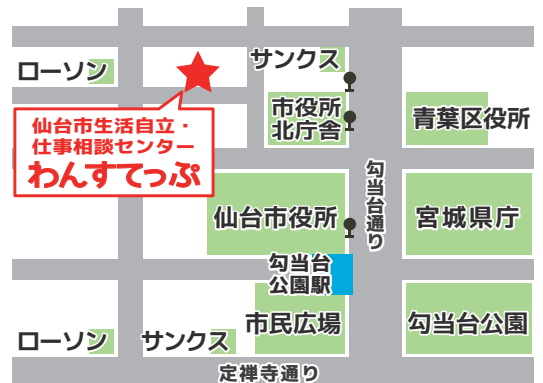 サンクス
ローソン
市役所
北庁舎
青葉区役所
仙台市生活自立・
仕事相談センター
わんすてっぷ
勾当台通り
仙台市役所
宮城県庁
勾当台
公園駅
市民広場
勾当台公園
ローソン
サンクス
定禅寺通り